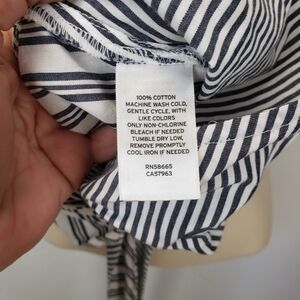 100% COTTON
MACHINE WASH COLD,
GENTLE CYCLE, WITH
LIKE COLORS
ONLY NON-CHLORINE
BLEACH IF NEEDED
TUMBLE DRY LOW,
REMOVE PROMPTLY
COOL IRON IF NEEDED
RN58665
CA57963